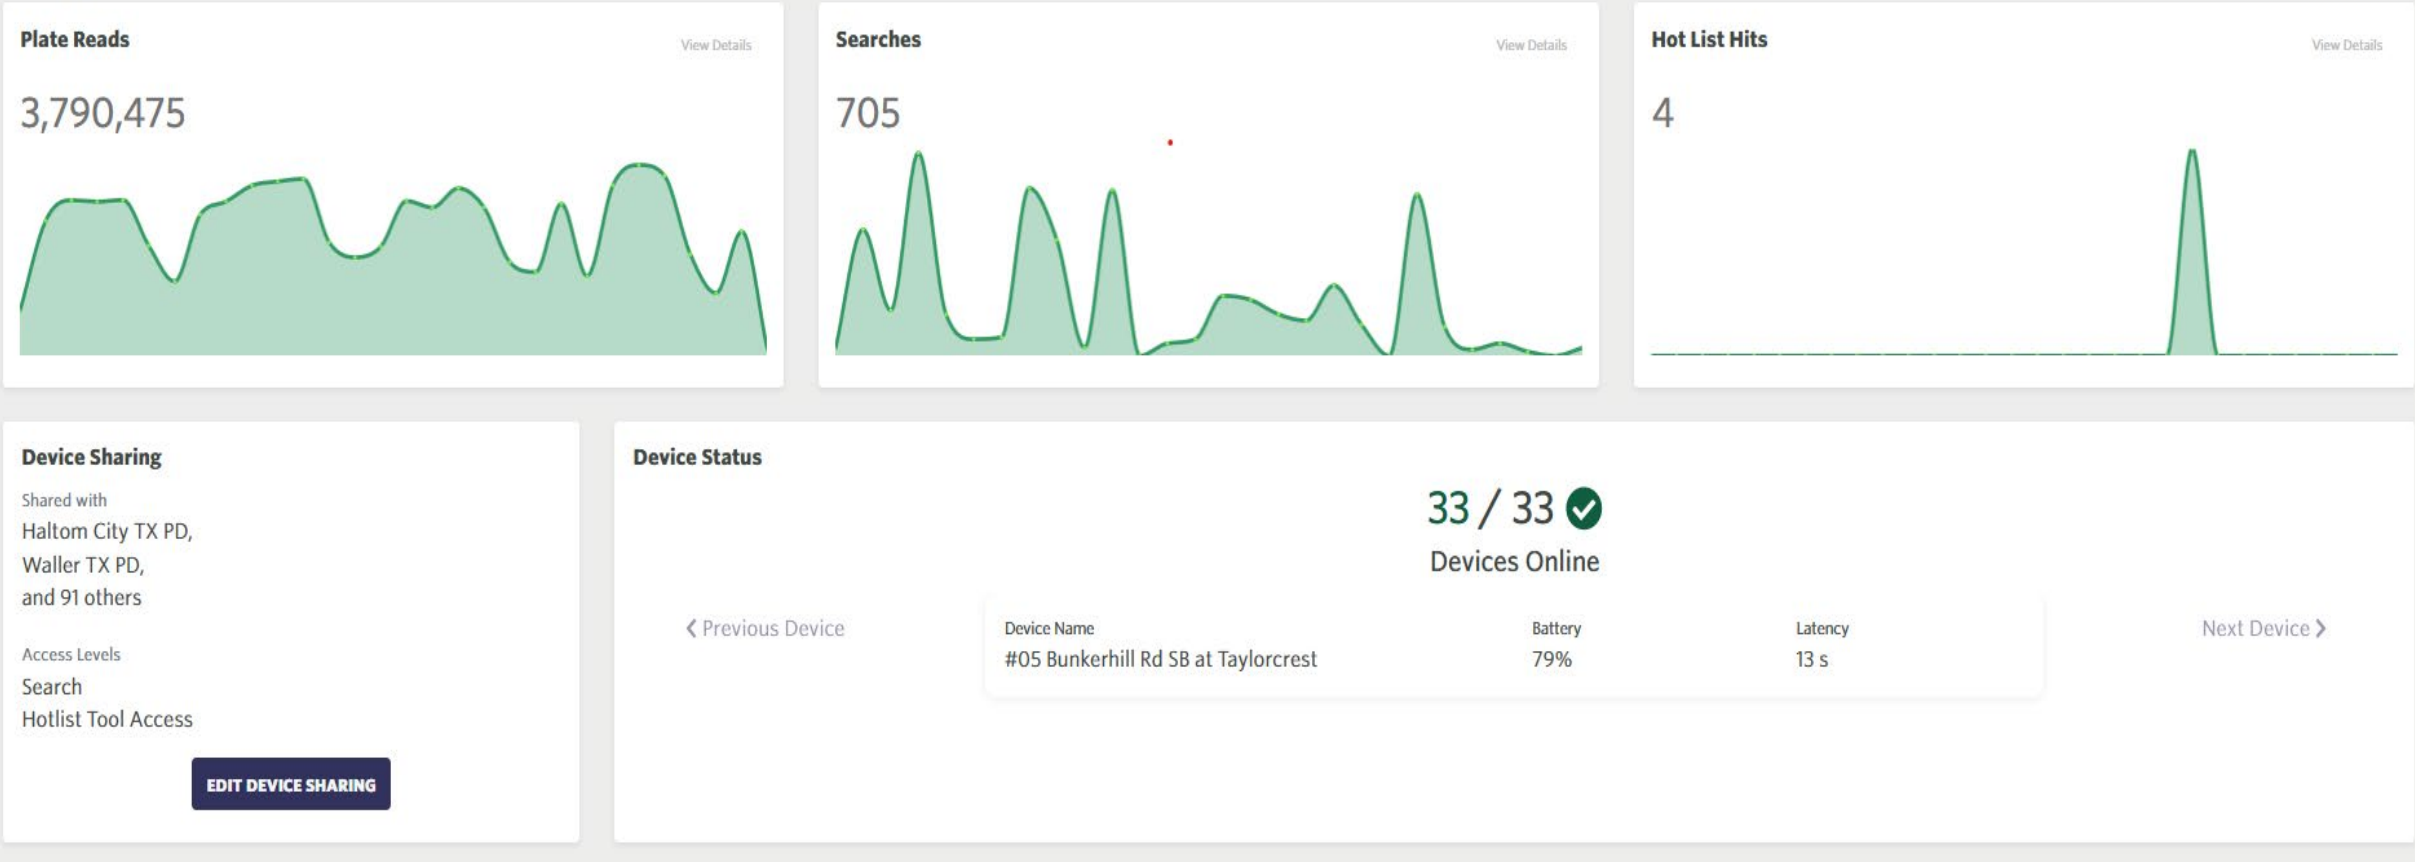 Plate Reads
View Details
3,790,475
Searches
View Details
705
Hot List Hits
View Details
4
Device Sharing
Shared with
Haltom City TX PD,
Waller TX PD,
and 91 others
Access Levels
Search
Hotlist Tool Access
EDIT DEVICE SHARING
Device Status
33 / 33
Devices Online
Previous Device
Device Name
Battery
Latency
#05 Bunkerhill Rd SB at Taylorcrest
79%
13 s
Next Device